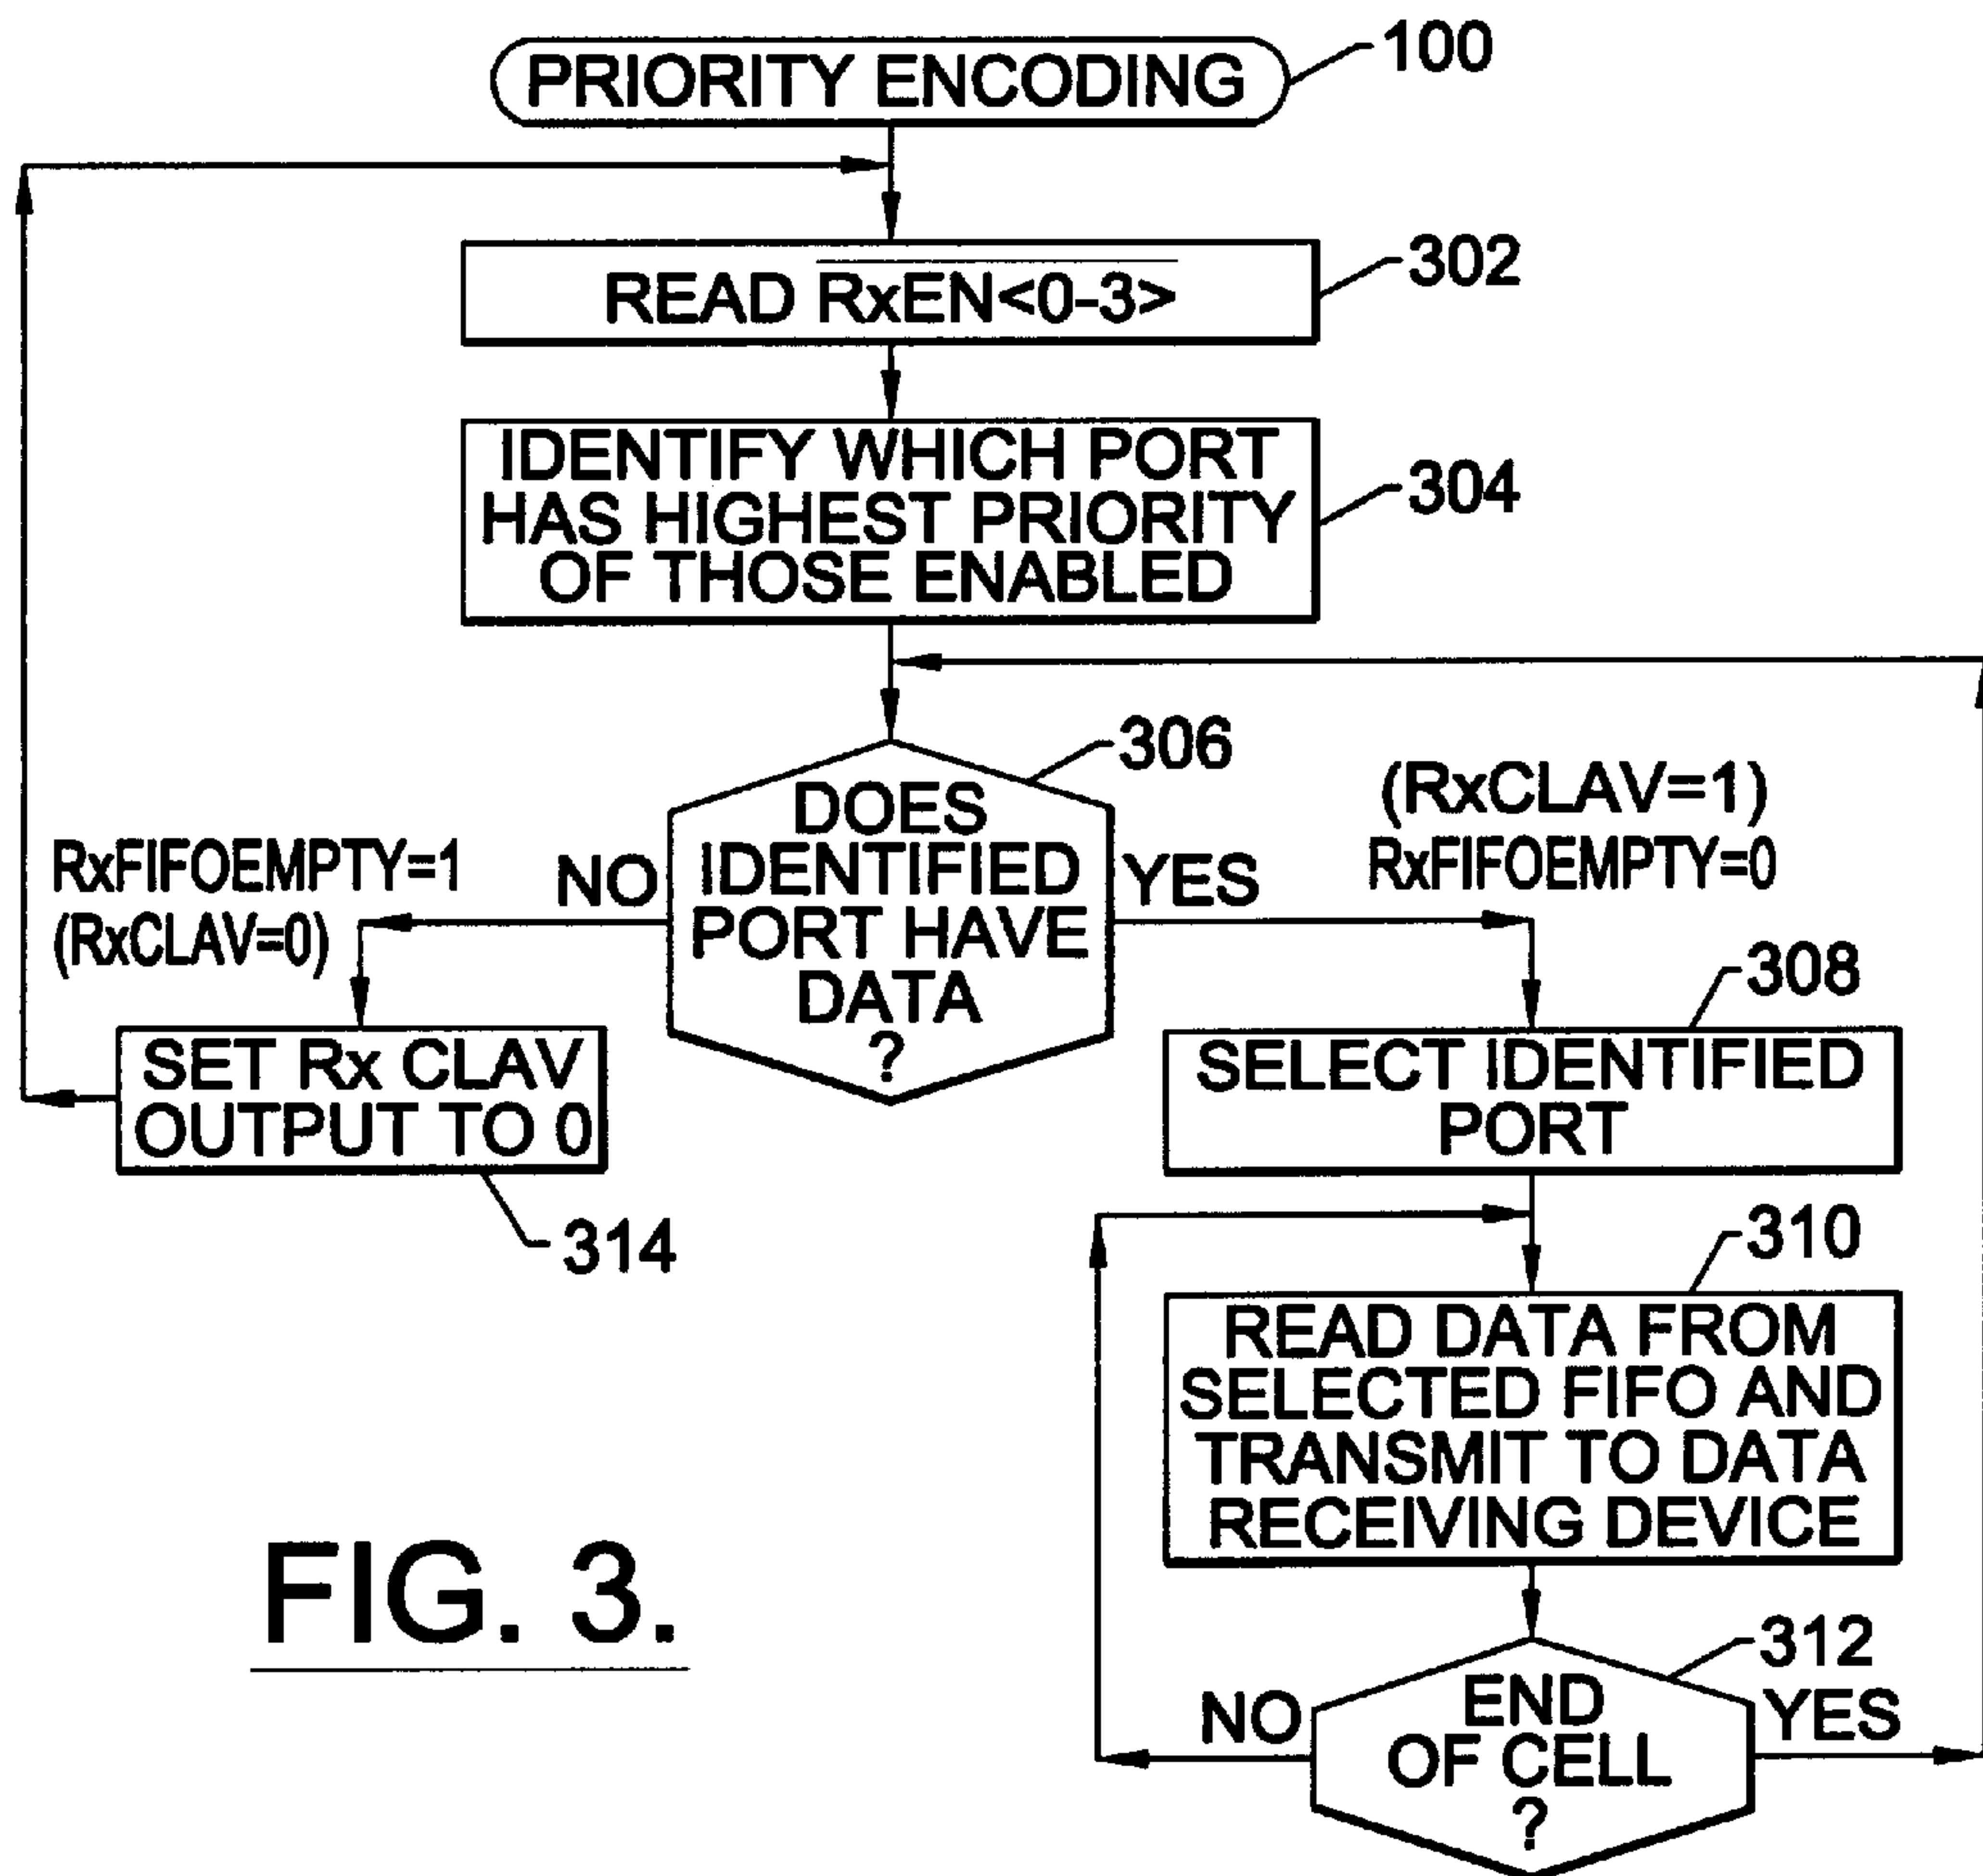 PRIORITY ENCODING
100
READ RxEN<0-3>
302
IDENTIFY WHICH PORT
HAS HIGHEST PRIORITY
OF THOSE ENABLED
304
306
DOES
IDENTIFIED
PORT HAVE
DATA
?
NO
YES
RxFIFOEMPTY=1
(RxCLAV=0)
(RxCLAV=1)
RxFIFOEMPTY=0
SET Rx CLAV
OUTPUT TO 0
314
308
SELECT IDENTIFIED
PORT
310
READ DATA FROM
SELECTED FIFO AND
TRANSMIT TO DATA
RECEIVING DEVICE
312
END
OF CELL
?
NO
YES
FIG. 3.